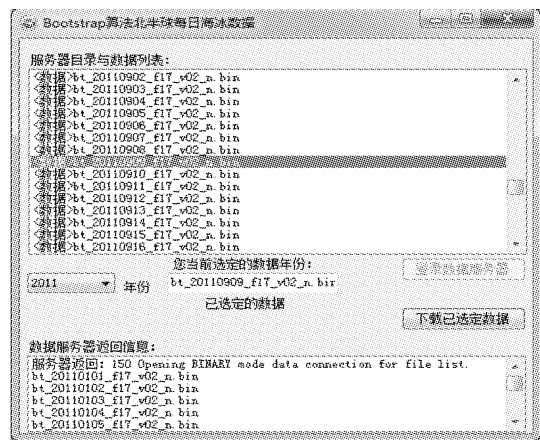 Bootstrap算法北半球每日海冰数据
服务器目录与数据列表:
<数据>bt_20110902_f17_v02_n.bin
<数据>bt_20110903_f17_v02_n.bin
<数据>bt_20110904_f17_v02_n.bin
<数据>bt_20110905_f17_v02_n.bin
<数据>bt_20110906_f17_v02_n.bin
<数据>bt_20110907_f17_v02_n.bin
<数据>bt_20110908_f17_v02_n.bin
<数据>bt_20110909_f17_v02_n.bin
<数据>bt_20110910_f17_v02_n.bin
<数据>bt_20110911_f17_v02_n.bin
<数据>bt_20110912_f17_v02_n.bin
<数据>bt_20110913_f17_v02_n.bin
<数据>bt_20110914_f17_v02_n.bin
<数据>bt_20110915_f17_v02_n.bin
<数据>bt_20110916_f17_v02_n.bin
您当前选定的数据年份:
登录数据服务器
2011 年份 bt_20110909_f17_v02_n.bir
已选定的数据
下载已选定数据
数据服务器返回信息:
服务器返回: 150 Opening BINARY mode data connection for file list.
bt_20110101_f17_v02_n.bin
bt_20110102_f17_v02_n.bin
bt_20110103_f17_v02_n.bin
bt_20110104_f17_v02_n.bin
bt_20110105_f17_v02_n.bin